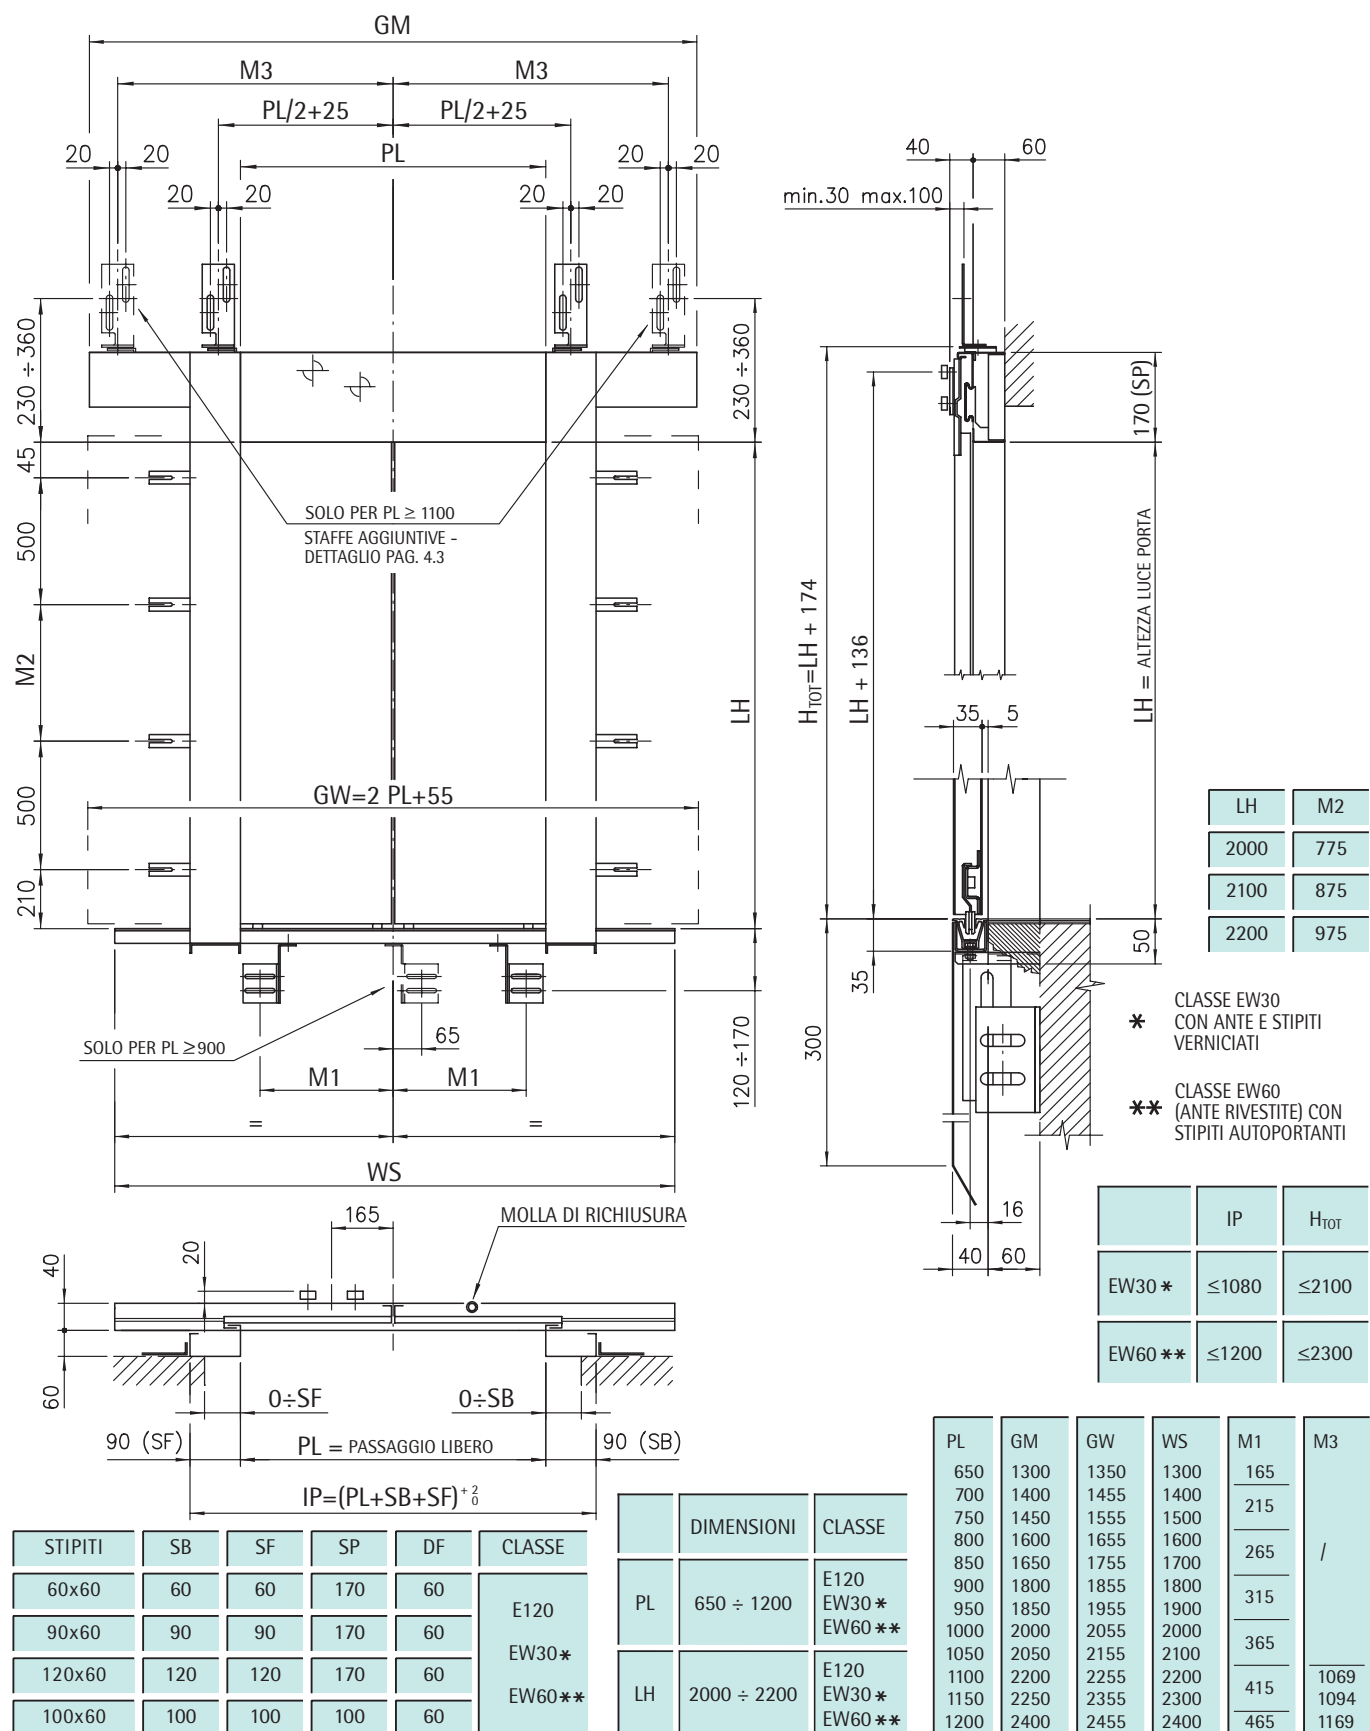 GM
M3 M3
PL/2+25 PL/2+25
20 20 PL 20 20
20 20 20 20
40 60
min.30 max.100
230 ÷ 360
230 ÷ 360
170 (SP)
45
500
M2
500
210
SOLO PER PL ≥ 1100
STAFFE AGGIUNTIVE -
DETTAGLIO PAG. 4.3
LH
HTOT=LH + 174
LH + 136
LH = ALTEZZA LUCE PORTA
35 5
GW=2 PL+55
SOLO PER PL ≥900
65
M1 M1
120 ÷170
= =
WS
35
50
300
16
40 60
LH M2
2000 775
2100 875
2200 975
* CLASSE EW30
CON ANTE E STIPITI
VERNICIATI
** CLASSE EW60
(ANTE RIVESTITE) CON
STIPITI AUTOPORTANTI
IP HTOT
EW30 * ≤1080 ≤2100
EW60 ** ≤1200 ≤2300
165
MOLLA DI RICHIUSURA
20
40
60
0÷SF 0÷SB
90 (SF) PL = PASSAGGIO LIBERO 90 (SB)
IP=(PL+SB+SF)+2 0
STIPITI SB SF SP DF CLASSE
60x60 60 60 170 60
90x60 90 90 170 60
120x60 120 120 170 60
100x60 100 100 100 60
E120
EW30*
EW60**
DIMENSIONI CLASSE
PL 650 ÷ 1200 E120
EW30 *
EW60 **
LH 2000 ÷ 2200 E120
EW30 *
EW60 **
PL GM GW WS M1 M3
650 1300 1350 1300 165
700 1400 1455 1400
750 1450 1555 1500
215
800 1600 1655 1600
850 1650 1755 1700
265 /
900 1800 1855 1800
950 1850 1955 1900
315
1000 2000 2055 2000
1050 2050 2155 2100
365
1100 2200 2255 2200 1069
1150 2250 2355 2300 1094
415
1200 2400 2455 2400 465 1169